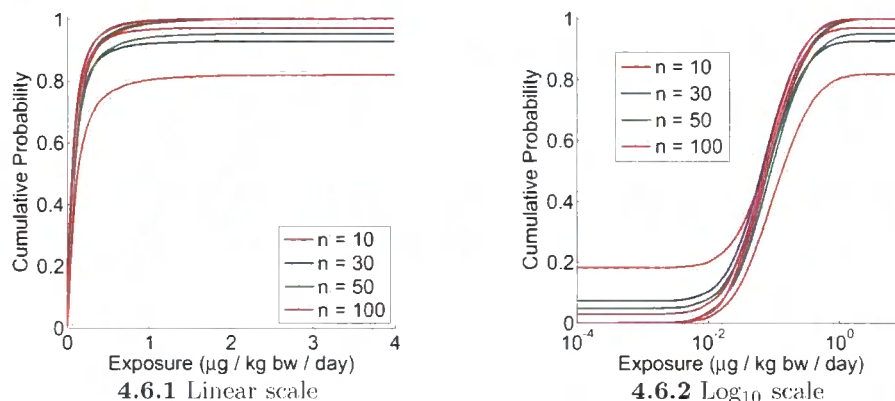 1
0.8
0.6
0.4
0.2
0
Cumulative Probability
n = 10
n = 30
n = 50
n = 100
0 1 2 3 4
Exposure (µg / kg bw / day)
4.6.1 Linear scale
1
0.8
0.6
0.4
0.2
0
Cumulative Probability
n = 10
n = 30
n = 50
n = 100
10⁻⁴ 10⁻² 10⁰
Exposure (µg / kg bw / day)
4.6.2 Log₁₀ scale